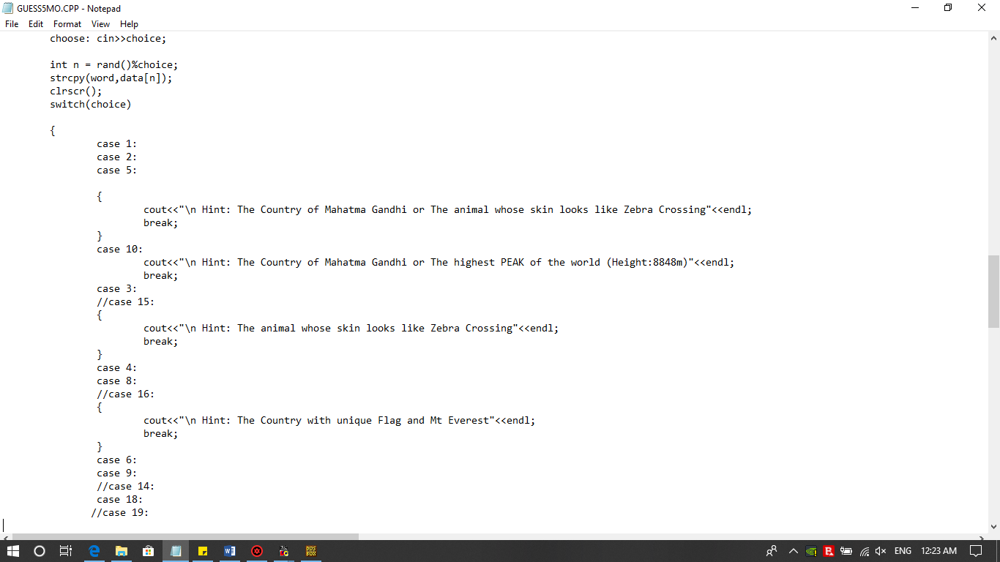 GUESS5MO.CPP - Notepad
File Edit Format View Help
choose: cin>>choice;
int n = rand()%choice;
strcpy(word,data[n]);
clrscr();
switch(choice)
{
case 1:
case 2:
case 5:
{
cout<<"\n Hint: The Country of Mahatma Gandhi or The animal whose skin looks like Zebra Crossing"<<endl;
break;
}
case 10:
cout<<"\n Hint: The Country of Mahatma Gandhi or The highest PEAK of the world (Height:8848m)"<<endl;
break;
case 3:
//case 15:
{
cout<<"\n Hint: The animal whose skin looks like Zebra Crossing"<<endl;
break;
}
case 4:
case 8:
//case 16:
{
cout<<"\n Hint: The Country with unique Flag and Mt Everest"<<endl;
break;
}
case 6:
case 9:
//case 14:
case 18:
//case 19:
DOS BOX
ENG 12:23 AM